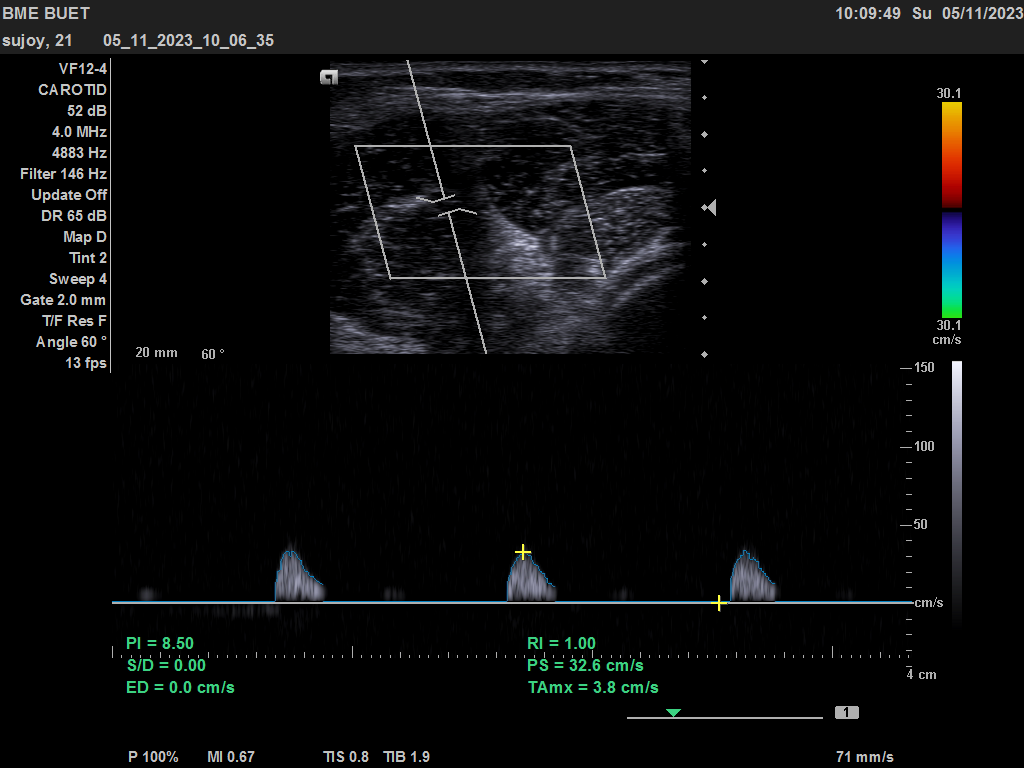 BME BUET
10:09:49 Su 05/11/2023
sujoy, 21 05_11_2023_10_06_35
VF12-4
CAROTID
52 dB
4.0 MHz
4883 Hz
Filter 146 Hz
Update Off
DR 65 dB
Map D
Tint 2
Sweep 4
Gate 2.0 mm
T/F Res F
Angle 60 °
13 fps
20 mm 60 °
30.1
30.1
cm/s
150
100
50
cm/s
4 cm
PI = 8.50
S/D = 0.00
ED = 0.0 cm/s
RI = 1.00
PS = 32.6 cm/s
TAmx = 3.8 cm/s
1
P 100% MI 0.67 TIS 0.8 TIB 1.9 71 mm/s